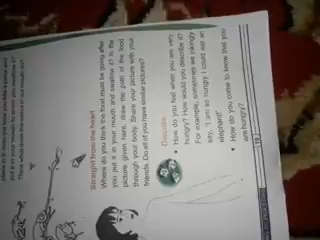 Straight from the heart
Where do you think the food must be going after
you put it in your mouth and swallow it? In the
picture given here, draw the path of the food
through your body. Share your picture with your
friends. Do all of you have similar pictures?
Discuss
• How do you feel when you are very
hungry? How would you describe it?
For example, sometimes we jokingly
say, "I am so hungry I could eat an
elephant!"
• How do you come to know that you
are hungry?
19